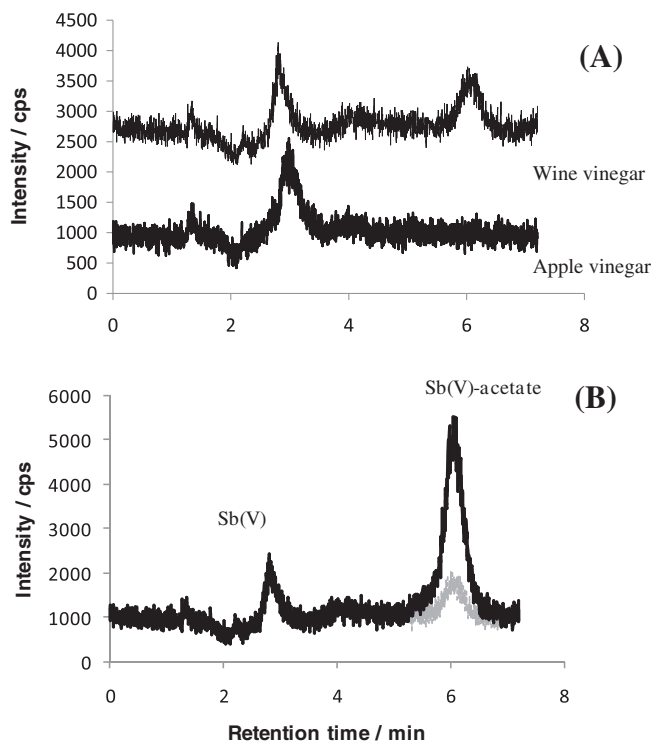 (A)
Intensity / cps
4500
4000
3500
3000
2500
2000
1500
1000
500
0
Wine vinegar
Apple vinegar
0 2 4 6 8
(B)
Intensity / cps
6000
5000
4000
3000
2000
1000
0
Sb(V)-acetate
Sb(V)
0 2 4 6 8
Retention time / min